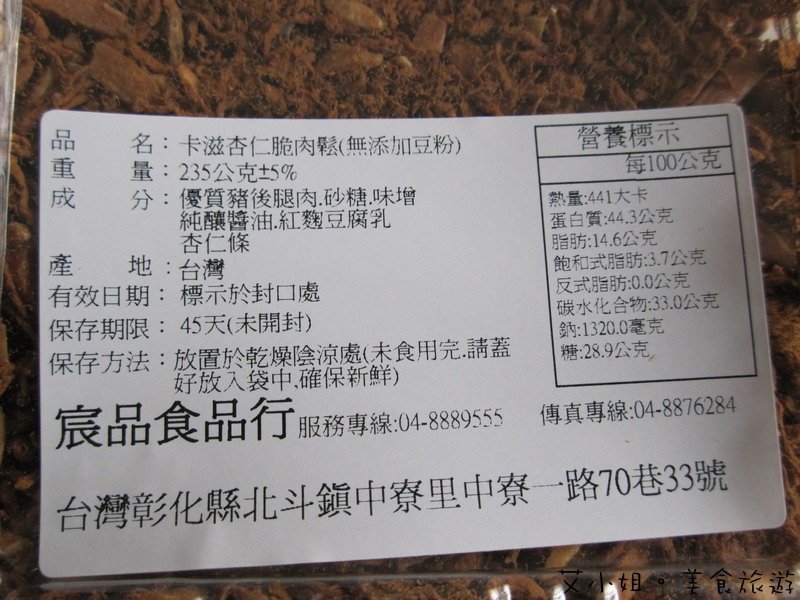 品　　名：卡滋杏仁脆肉鬆(無添加豆粉)
重　　量：235公克±5%
成　　分：優質豬後腿肉.砂糖.味增
純釀醬油.紅麴豆腐乳
杏仁條
產　　地：台灣
有效日期：標示於封口處
保存期限：45天(未開封)
保存方法：放置於乾燥陰涼處(未食用完.請蓋
好放入袋中.確保新鮮)
營養標示
每100公克
熱量:441大卡
蛋白質:44.3公克
脂肪:14.6公克
飽和式脂肪:3.7公克
反式脂肪:0.0公克
碳水化合物:33.0公克
鈉:1320.0毫克
糖:28.9公克
宸品食品行 服務專線:04-8889555　傳真專線:04-8876284
台灣彰化縣北斗鎮中寮里中寮一路70巷33號
艾小姐。美食旅遊